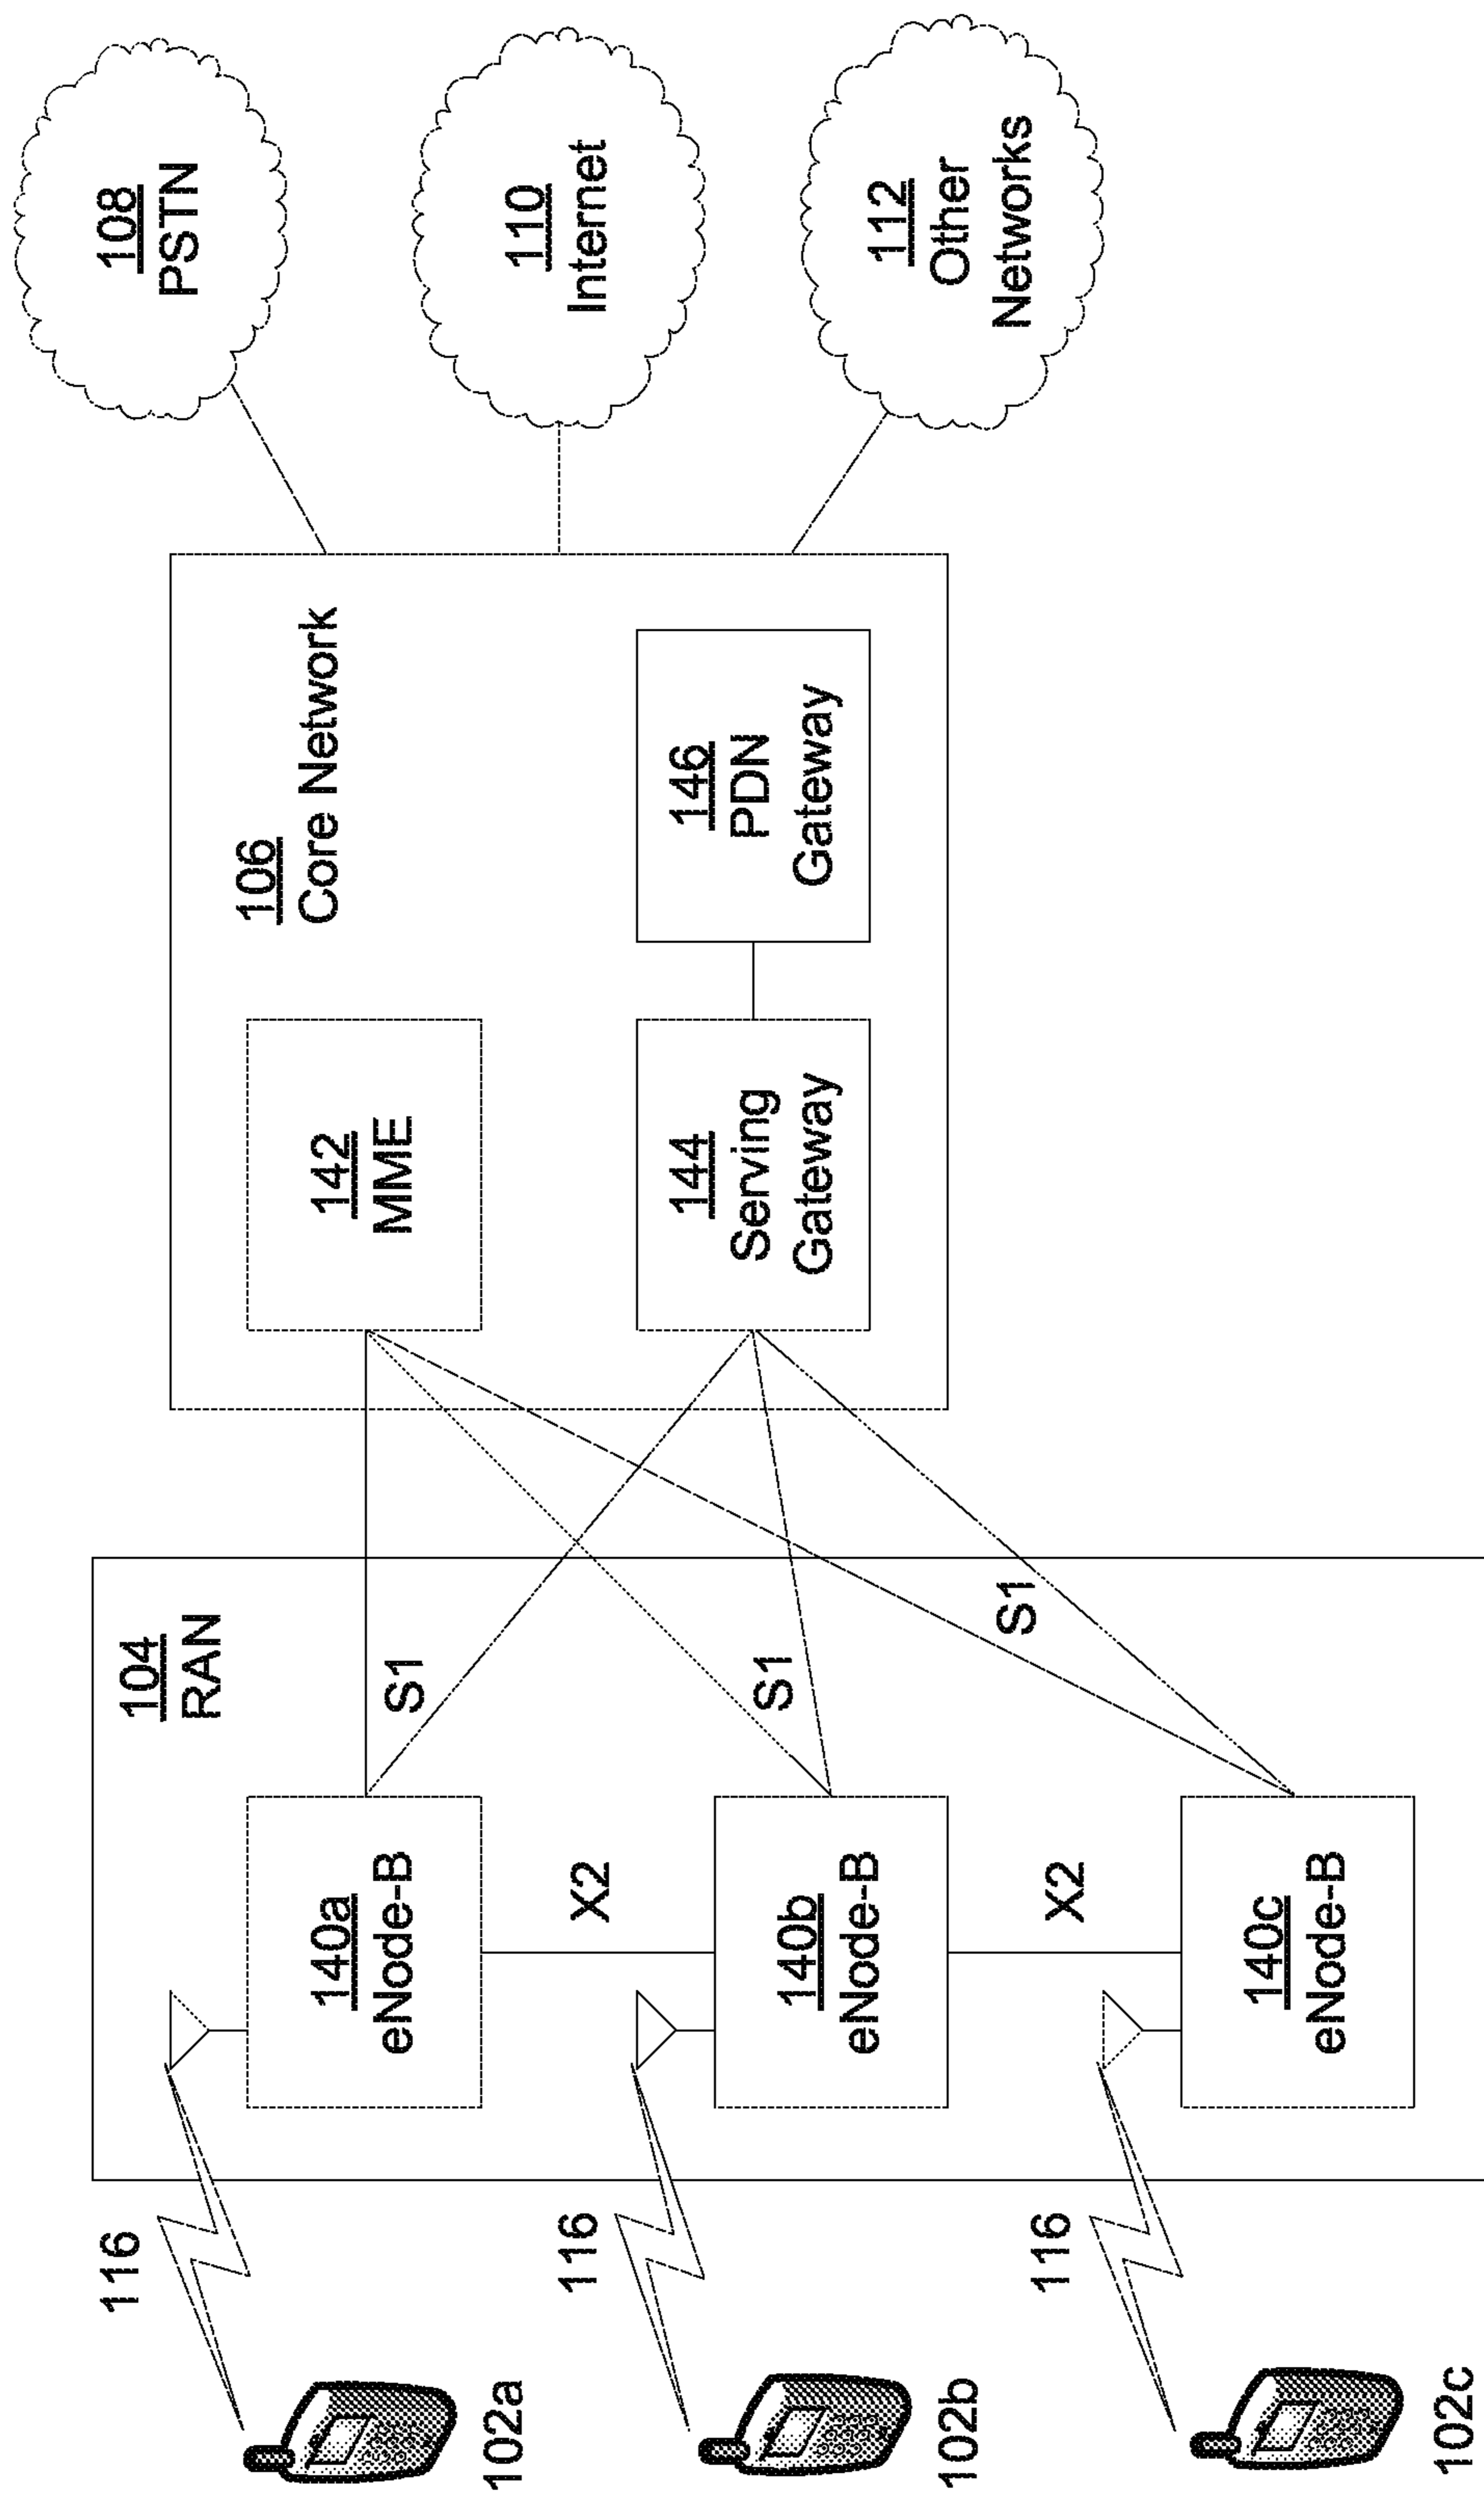 116
102a
116
102b
116
102c
104
RAN
140a
eNode-B
X2
140b
eNode-B
X2
140c
eNode-B
S1
S1
S1
106
Core Network
142
MME
144
Serving
Gateway
146
PDN
Gateway
108
PSTN
110
Internet
112
Other
Networks